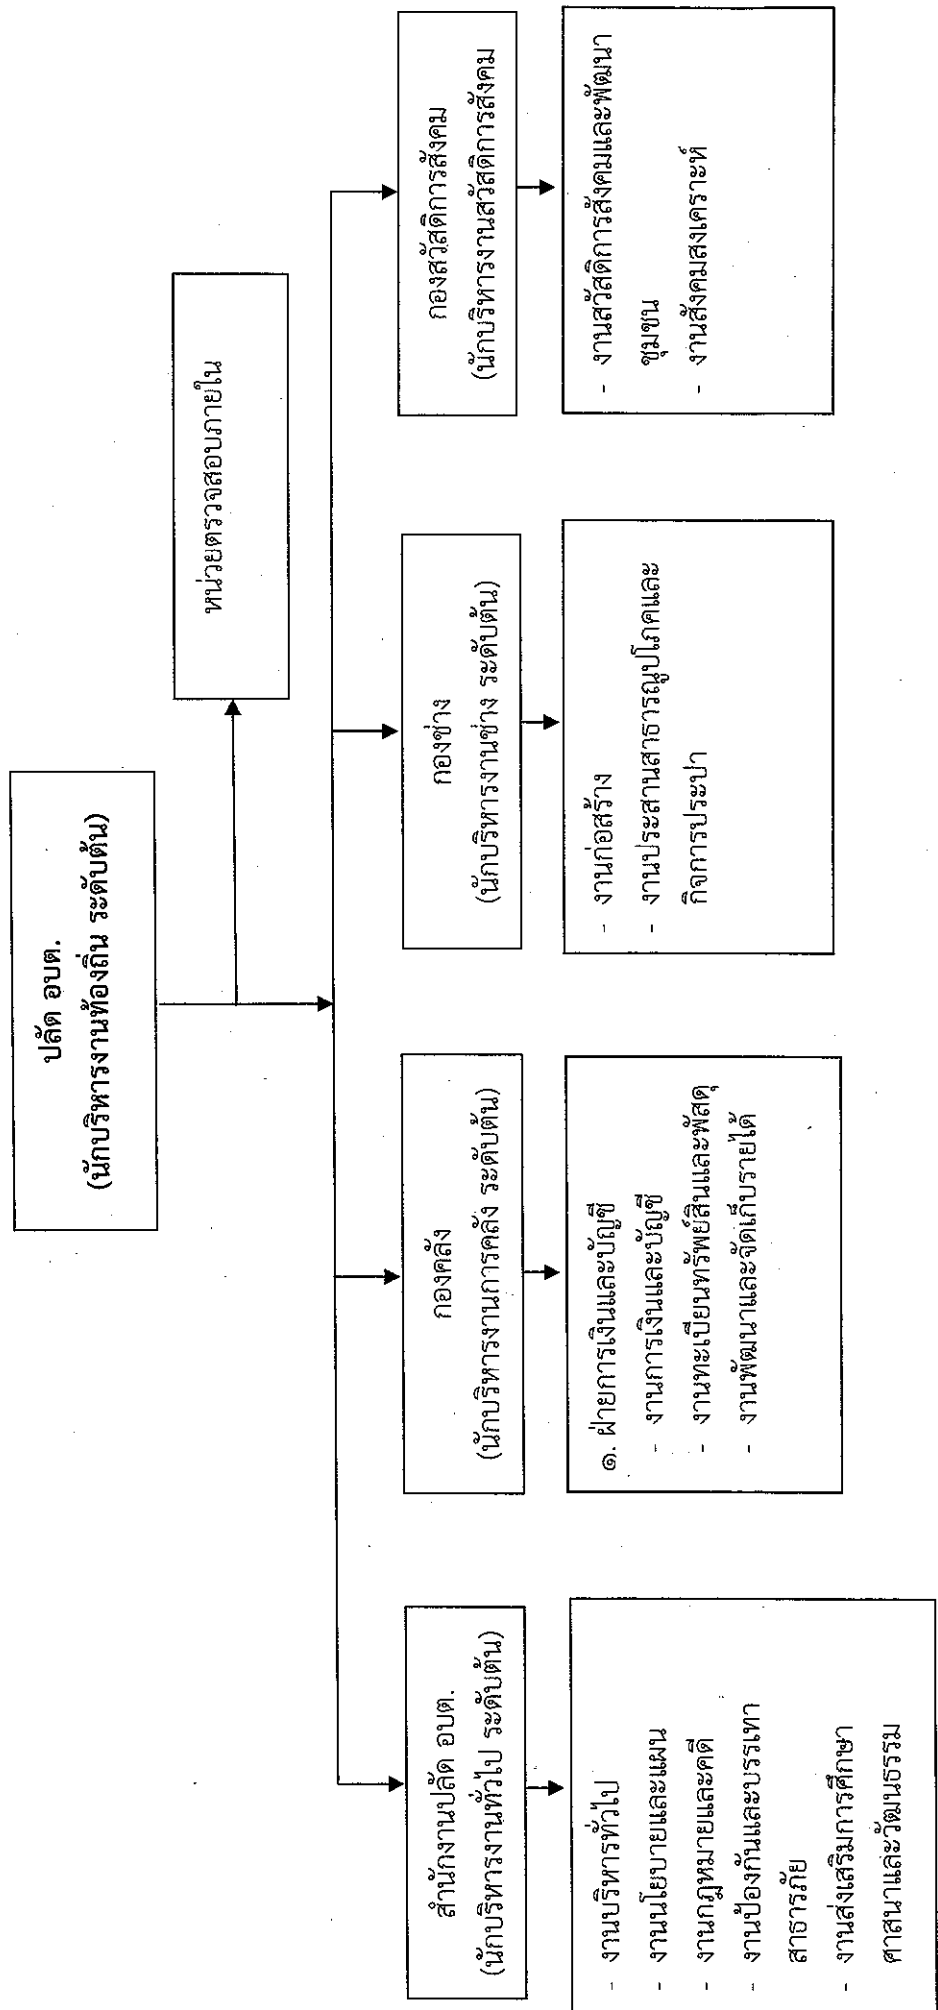 ปลัด อบต.
(นักบริหารงานท้องถิ่น ระดับต้น)
หน่วยตรวจสอบภายใน
สำนักงานปลัด อบต.
(นักบริหารงานทั่วไป ระดับต้น)
กองคลัง
(นักบริหารงานการคลัง ระดับต้น)
กองช่าง
(นักบริหารงานช่าง ระดับต้น)
กองสวัสดิการสังคม
(นักบริหารงานสวัสดิการสังคม)
- งานบริหารทั่วไป
- งานนโยบายและแผน
- งานกฎหมายและคดี
- งานป้องกันและบรรเทา
สาธารภัย
- งานส่งเสริมการศึกษา
ศาสนาและวัฒนธรรม
๑. ฝ่ายการเงินและบัญชี
- งานการเงินและบัญชี
- งานทะเบียนทรัพย์สินและพัสดุ
- งานพัฒนาและจัดเก็บรายได้
- งานก่อสร้าง
- งานประสานสาธารณูปโภคและ
กิจการประปา
- งานสวัสดิการสังคมและพัฒนา
ชุมชน
- งานสังคมสงเคราะห์